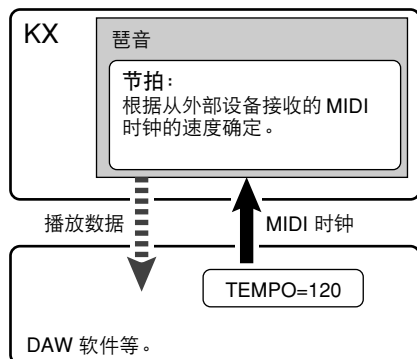 KX
琶音
节拍：
根据从外部设备接收的 MIDI
时钟的速度确定。
播放数据
MIDI 时钟
TEMPO=120
DAW 软件等。